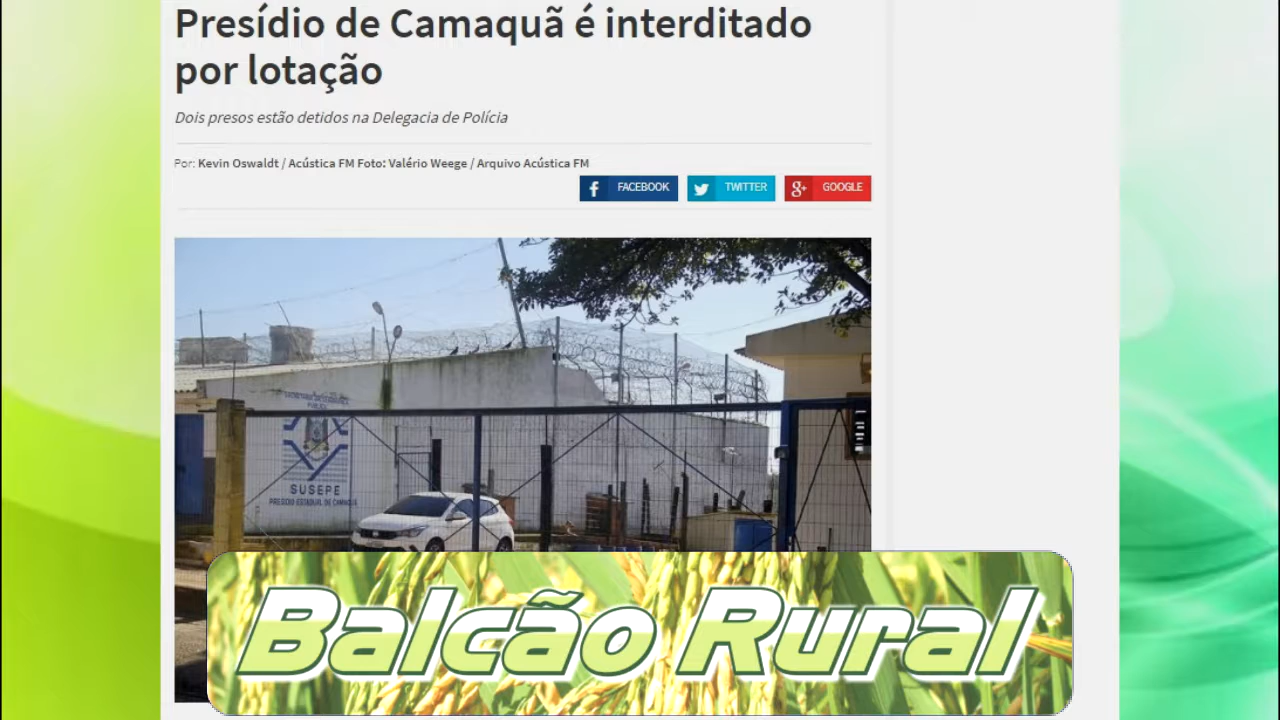 Presídio de Camaquã é interditado
por lotação
Dois presos estão detidos na Delegacia de Polícia
Por: Kevin Oswaldt / Acústica FM Foto: Valério Weege / Arquivo Acústica FM
FACEBOOK
TWITTER
GOOGLE
SUSEPE
PRESÍDIO ESTADUAL DE CAMAQUÃ
Balcão Rural